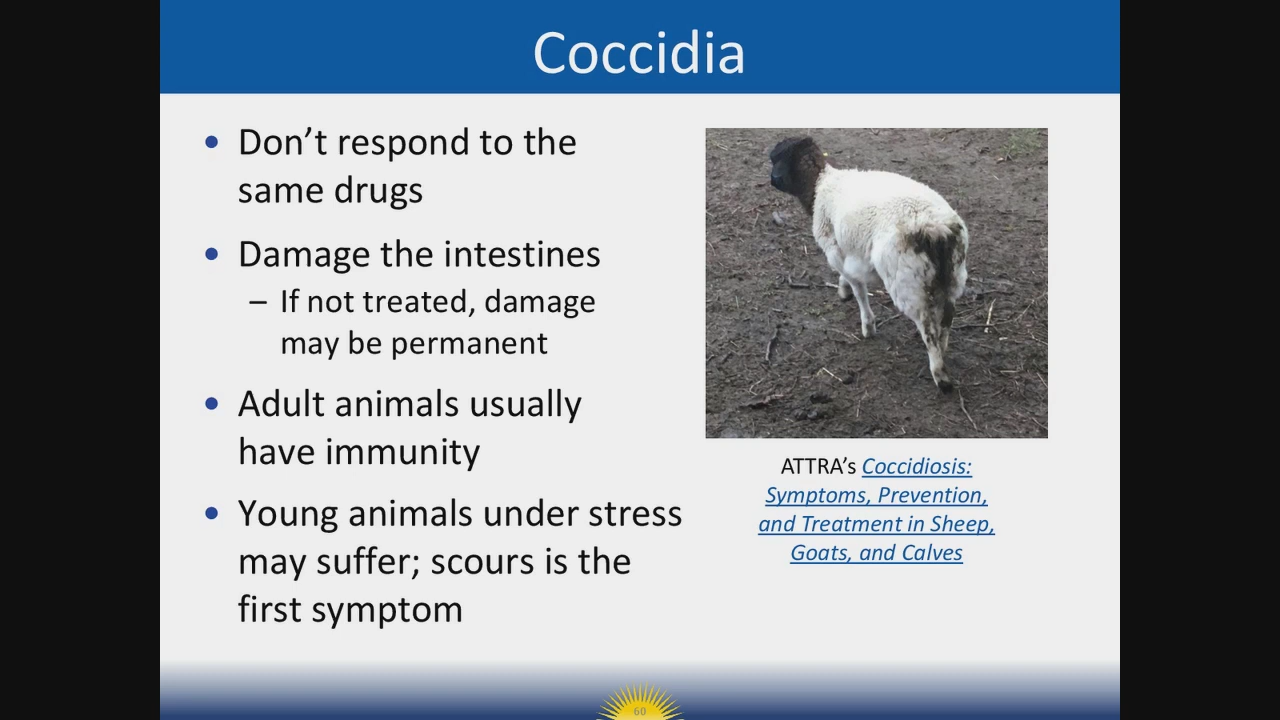 Coccidia
• Don’t respond to the
same drugs
• Damage the intestines
– If not treated, damage
may be permanent
• Adult animals usually
have immunity
• Young animals under stress
may suffer; scours is the
first symptom
ATTRA’s Coccidiosis:
Symptoms, Prevention,
and Treatment in Sheep,
Goats, and Calves
60